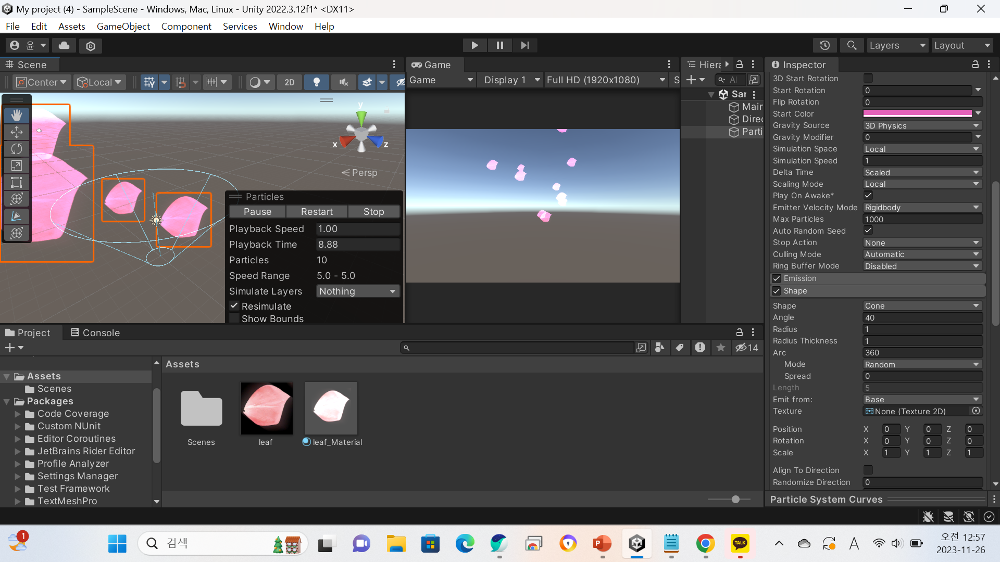 My project (4) - SampleScene - Windows, Mac, Linux - Unity 2022.3.12f1* <DX11>
File Edit Assets GameObject Component Services Window Help
윤 Layers Layout
Scene
Center Local 2D
y
x z
Persp
Particles
Pause Restart Stop
Playback Speed 1.00
Playback Time 8.88
Particles 10
Speed Range 5.0 - 5.0
Simulate Layers Nothing
Resimulate
Show Bounds
Game
Game Display 1 Full HD (1920x1080) S
Hiera
Al
Sar
Main
Direc
Parti
Inspector
3D Start Rotation
Start Rotation 0
Flip Rotation 0
Start Color
Gravity Source 3D Physics
Gravity Modifier 0
Simulation Space Local
Simulation Speed 1
Delta Time Scaled
Scaling Mode Local
Play On Awake*
Emitter Velocity Mode Rigidbody
Max Particles 1000
Auto Random Seed
Stop Action None
Culling Mode Automatic
Ring Buffer Mode Disabled
Emission
Shape
Shape Cone
Angle 40
Radius 1
Radius Thickness 1
Arc 360
Mode Random
Spread 0
Length 5
Emit from: Base
Texture None (Texture 2D)
Position X 0 Y 0 Z 0
Rotation X 0 Y 0 Z 0
Scale X 1 Y 1 Z 1
Align To Direction
Randomize Direction 0
Particle System Curves
Project Console
14
Assets
Scenes
Packages
Code Coverage
Custom NUnit
Editor Coroutines
JetBrains Rider Editor
Profile Analyzer
Settings Manager
Test Framework
TextMeshPro
Assets
Scenes leaf leaf_Material
1
검색
P
TALK
A
오전 12:57
2023-11-26